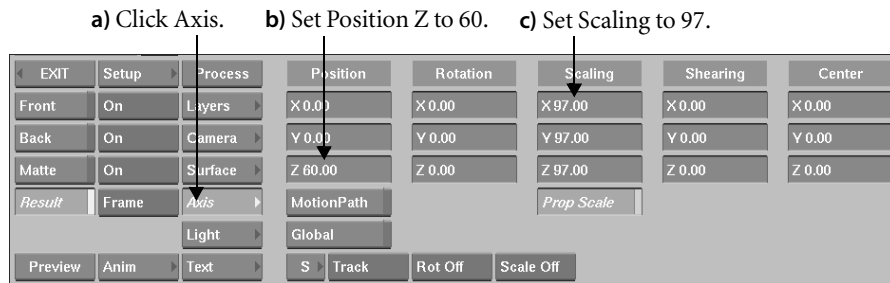 a) Click Axis. b) Set Position Z to 60. c) Set Scaling to 97.
EXIT Setup Process Position Rotation Scaling Shearing Center
Front On Layers X 0.00 X 0.00 X 97.00 X 0.00 X 0.00
Back On Camera Y 0.00 Y 0.00 Y 97.00 Y 0.00 Y 0.00
Matte On Surface Z 60.00 Z 0.00 Z 97.00 Z 0.00 Z 0.00
Result Frame Axis MotionPath Prop Scale
Light Global
Preview Anim Text S Track Rot Off Scale Off